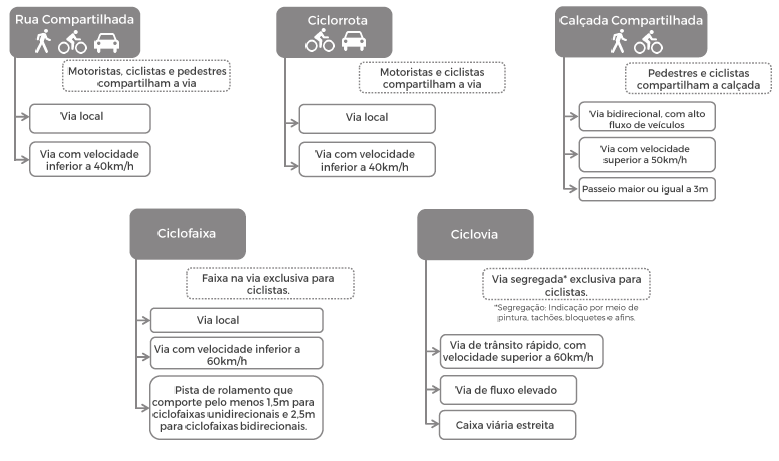 Rua Compartilhada
Motoristas, ciclistas e pedestres
compartilham a via
Via local
Via com velocidade
inferior a 40km/h
Ciclorrota
Motoristas e ciclistas
compartilham a via
Via local
Via com velocidade
inferior a 40km/h
Calçada Compartilhada
Pedestres e ciclistas
compartilham a calçada
Via bidirecional, com alto
fluxo de veículos
Via com velocidade
superior a 50km/h
Passeio maior ou igual a 3m
Ciclofaixa
Faixa na via exclusiva para
ciclistas.
Via local
Via com velocidade inferior a
60km/h
Pista de rolamento que
comporte pelo menos 1,5m para
ciclofaixas unidirecionais e 2,5m
para ciclofaixas bidirecionais.
Ciclovia
Via segregada* exclusiva para
ciclistas.
*Segregação: Indicação por meio de
pintura, tachões, bloquetes e afins.
Via de trânsito rápido, com
velocidade superior a 60km/h
Via de fluxo elevado
Caixa viária estreita